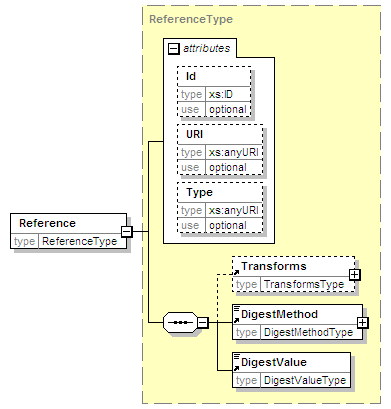 ReferenceType
attributes
Id
type xs:ID
use optional
URI
type xs:anyURI
use optional
Type
type xs:anyURI
use optional
Reference
type ReferenceType
Transforms
type TransformsType
DigestMethod
type DigestMethodType
DigestValue
type DigestValueType